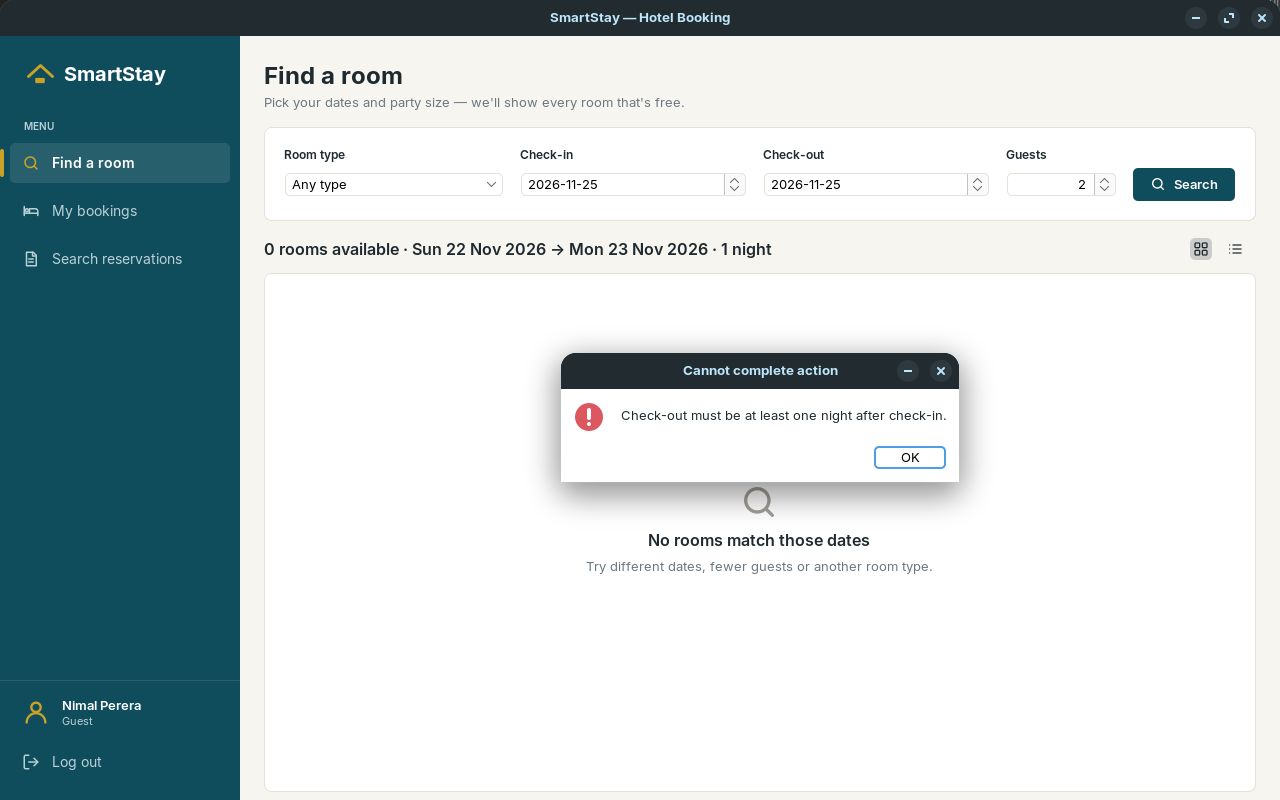 SmartStay — Hotel Booking
SmartStay
MENU
Find a room
My bookings
Search reservations
Nimal Perera
Guest
Log out
Find a room
Pick your dates and party size — we'll show every room that's free.
Room type
Check-in
Check-out
Guests
Any type
2026-11-25
2026-11-25
2
Search
0 rooms available · Sun 22 Nov 2026 → Mon 23 Nov 2026 · 1 night
Cannot complete action
Check-out must be at least one night after check-in.
OK
No rooms match those dates
Try different dates, fewer guests or another room type.